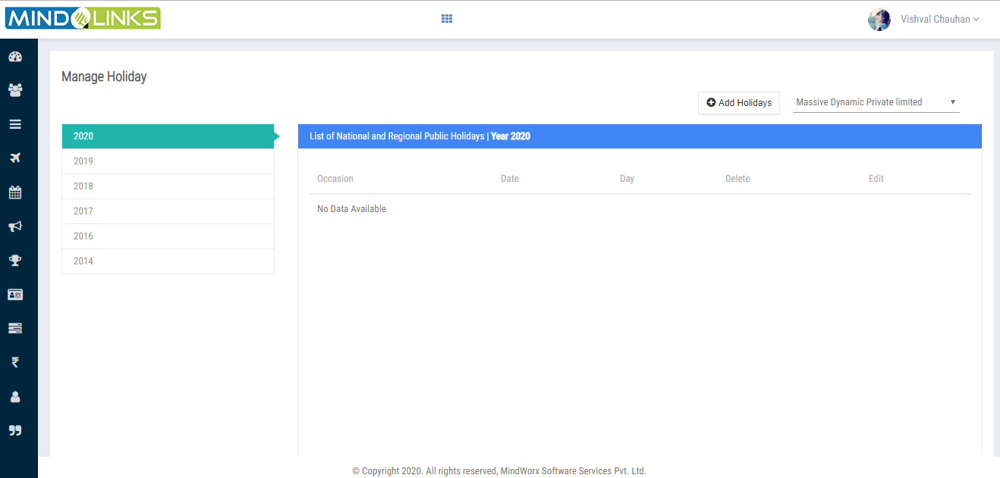 MINDLINKS
Vishval Chauhan
Manage Holiday
Add Holidays
Massive Dynamic Private limited
2020
2019
2018
2017
2016
2014
List of National and Regional Public Holidays | Year 2020
Occasion Date Day Delete Edit
No Data Available
© Copyright 2020. All rights reserved, MindWorx Software Services Pvt. Ltd.